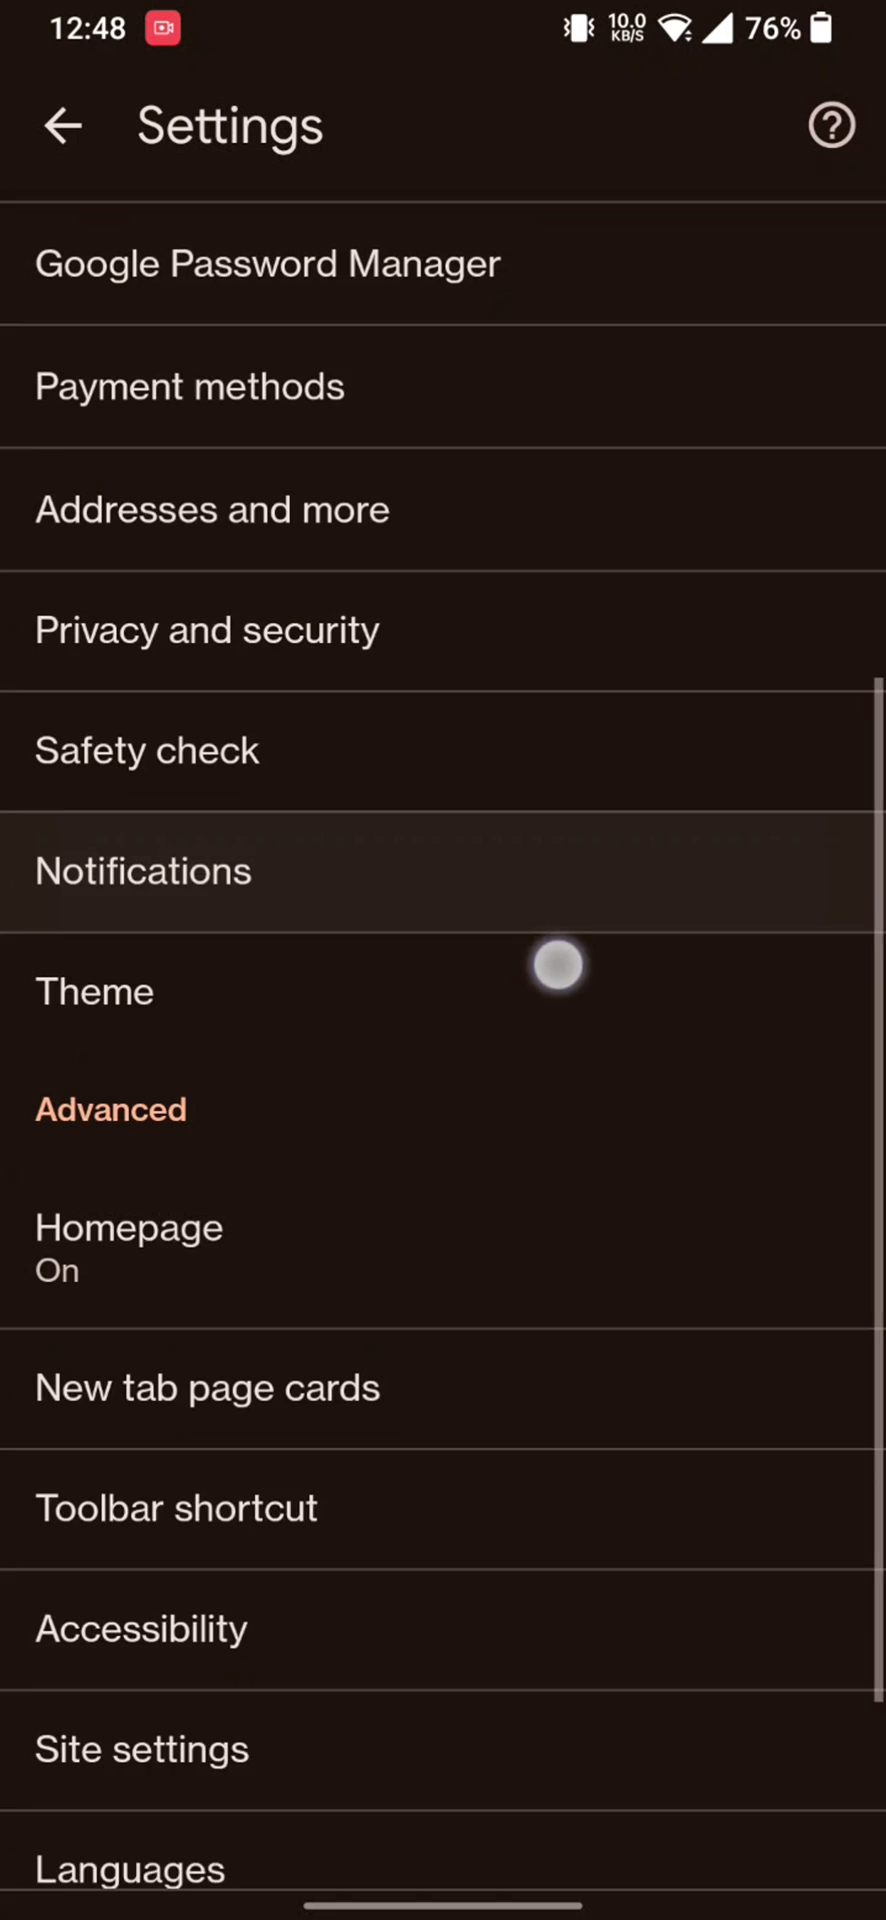 12:48 10.0 KB/S 76%
Settings
Google Password Manager
Payment methods
Addresses and more
Privacy and security
Safety check
Notifications
Theme
Advanced
Homepage
On
New tab page cards
Toolbar shortcut
Accessibility
Site settings
Languages